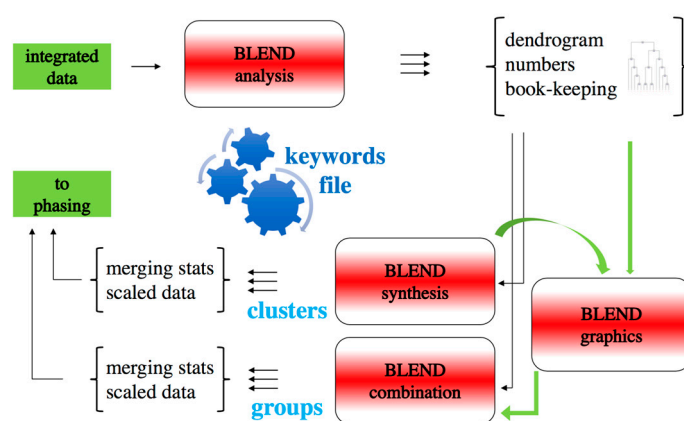 integrated
data
BLEND
analysis
dendrogram
numbers
book-keeping
keywords
file
to
phasing
merging stats
scaled data
clusters
BLEND
synthesis
BLEND
graphics
merging stats
scaled data
groups
BLEND
combination